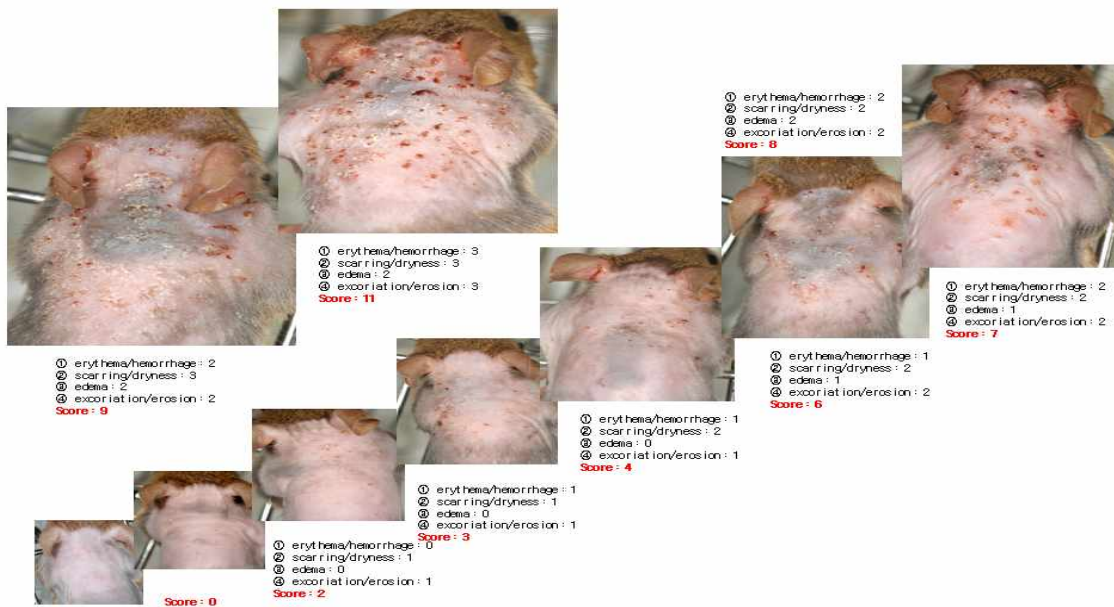 ① erythema/hemorrhage : 2
② scarring/dryness : 2
③ edema : 2
④ excoriation/erosion : 2
Score : 8
① erythema/hemorrhage : 3
② scarring/dryness : 3
③ edema : 2
④ excoriation/erosion : 3
Score : 11
① erythema/hemorrhage : 2
② scarring/dryness : 2
③ edema : 1
④ excoriation/erosion : 2
Score : 7
① erythema/hemorrhage : 2
② scarring/dryness : 3
③ edema : 2
④ excoriation/erosion : 2
Score : 9
① erythema/hemorrhage : 1
② scarring/dryness : 2
③ edema : 1
④ excoriation/erosion : 2
Score : 6
① erythema/hemorrhage : 1
② scarring/dryness : 2
③ edema : 0
④ excoriation/erosion : 1
Score : 4
① erythema/hemorrhage : 1
② scarring/dryness : 1
③ edema : 0
④ excoriation/erosion : 1
Score : 3
① erythema/hemorrhage : 0
② scarring/dryness : 1
③ edema : 0
④ excoriation/erosion : 1
Score : 2
Score : 0